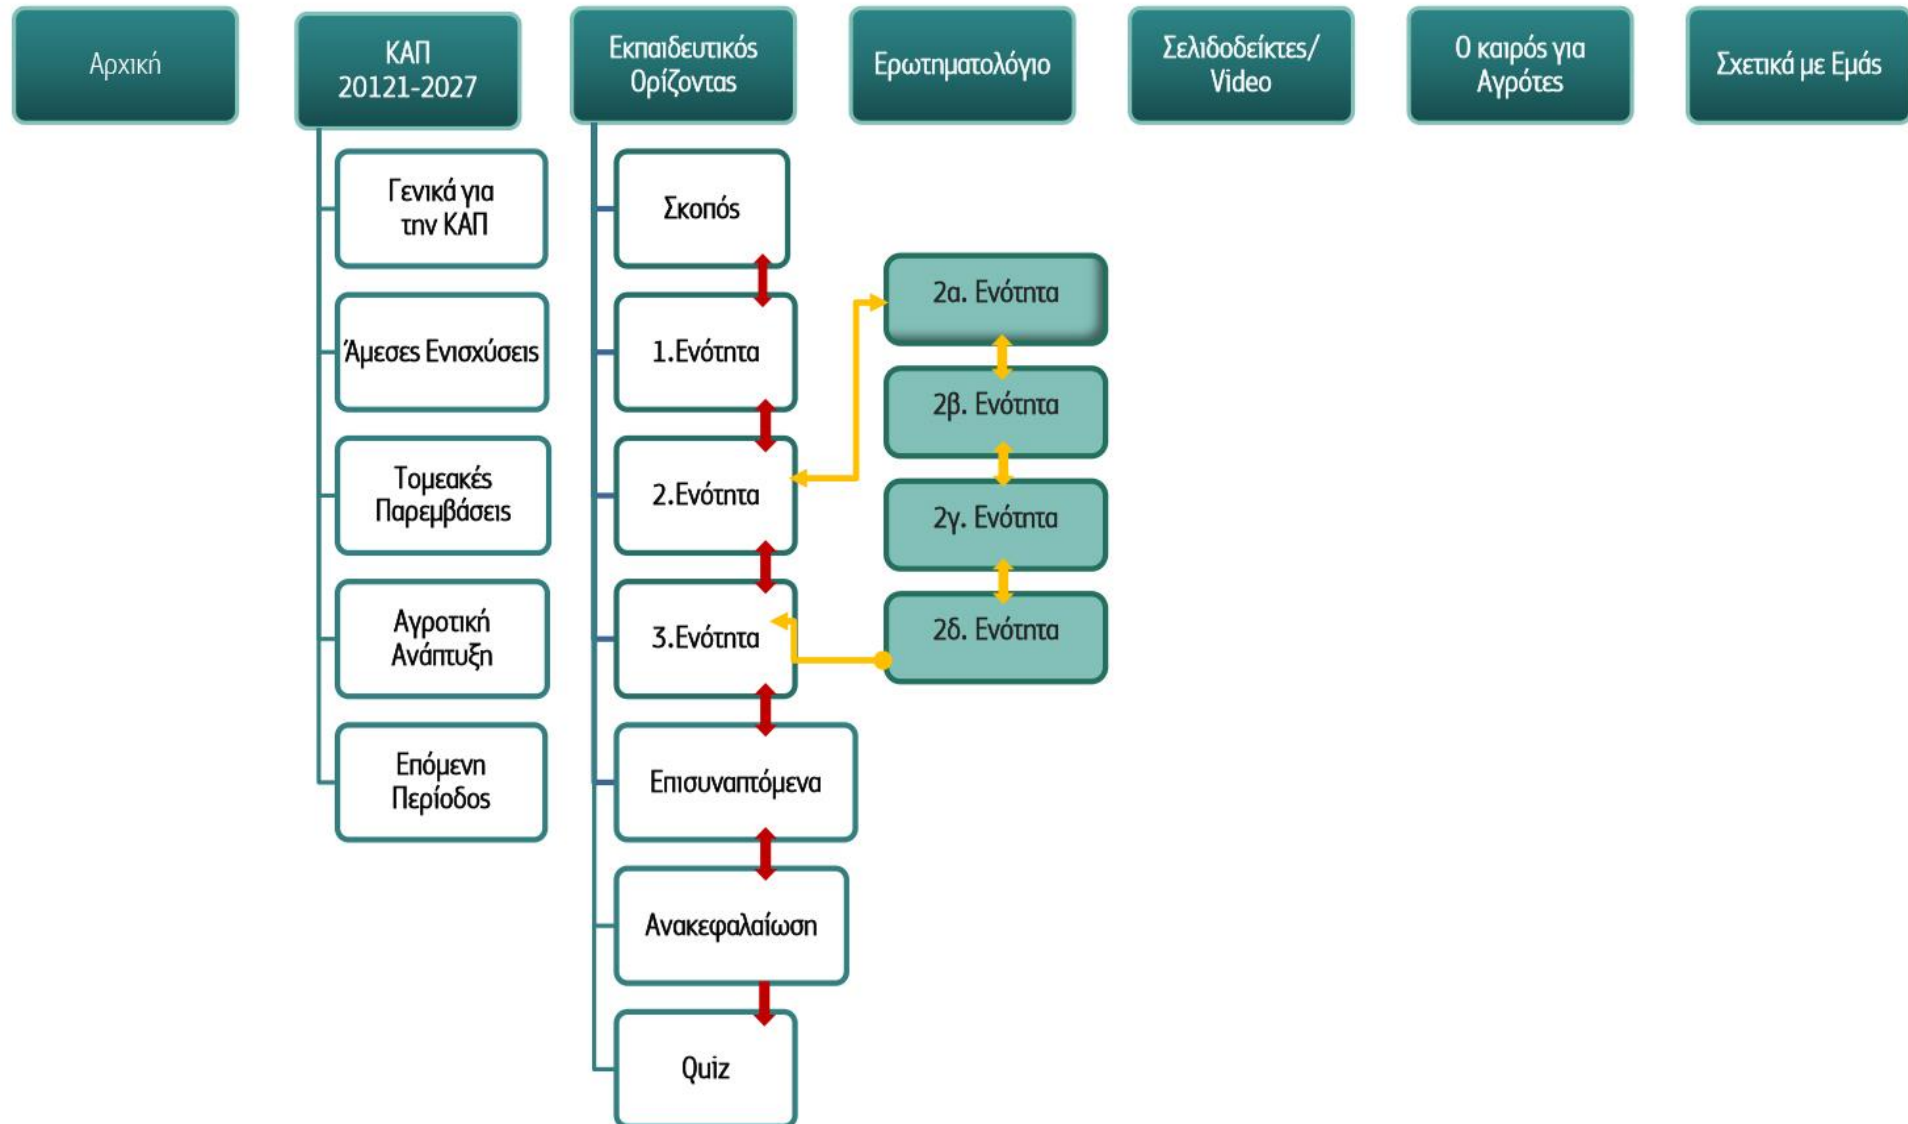 Αρχική
ΚΑΠ
20121-2027
Εκπαιδευτικός
Ορίζοντας
Ερωτηματολόγιο
Σελιδοδείκτες/
Video
Ο καιρός για
Αγρότες
Σχετικά με Εμάς
Γενικά για
την ΚΑΠ
Άμεσες Ενισχύσεις
Τομεακές
Παρεμβάσεις
Αγροτική
Ανάπτυξη
Επόμενη
Περίοδος
Σκοπός
1.Ενότητα
2.Ενότητα
3.Ενότητα
Επισυναπτόμενα
Ανακεφαλαίωση
Quiz
2α. Ενότητα
2β. Ενότητα
2γ. Ενότητα
2δ. Ενότητα